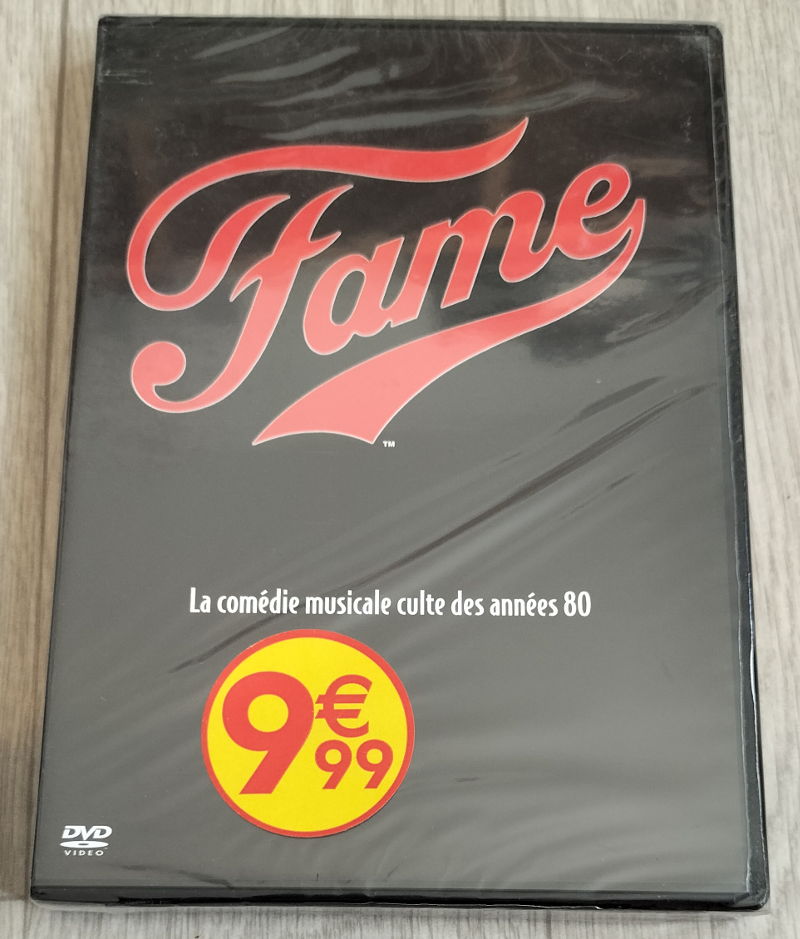 Fame
TM
La comédie musicale culte des années 80
9€99
DVD
VIDEO